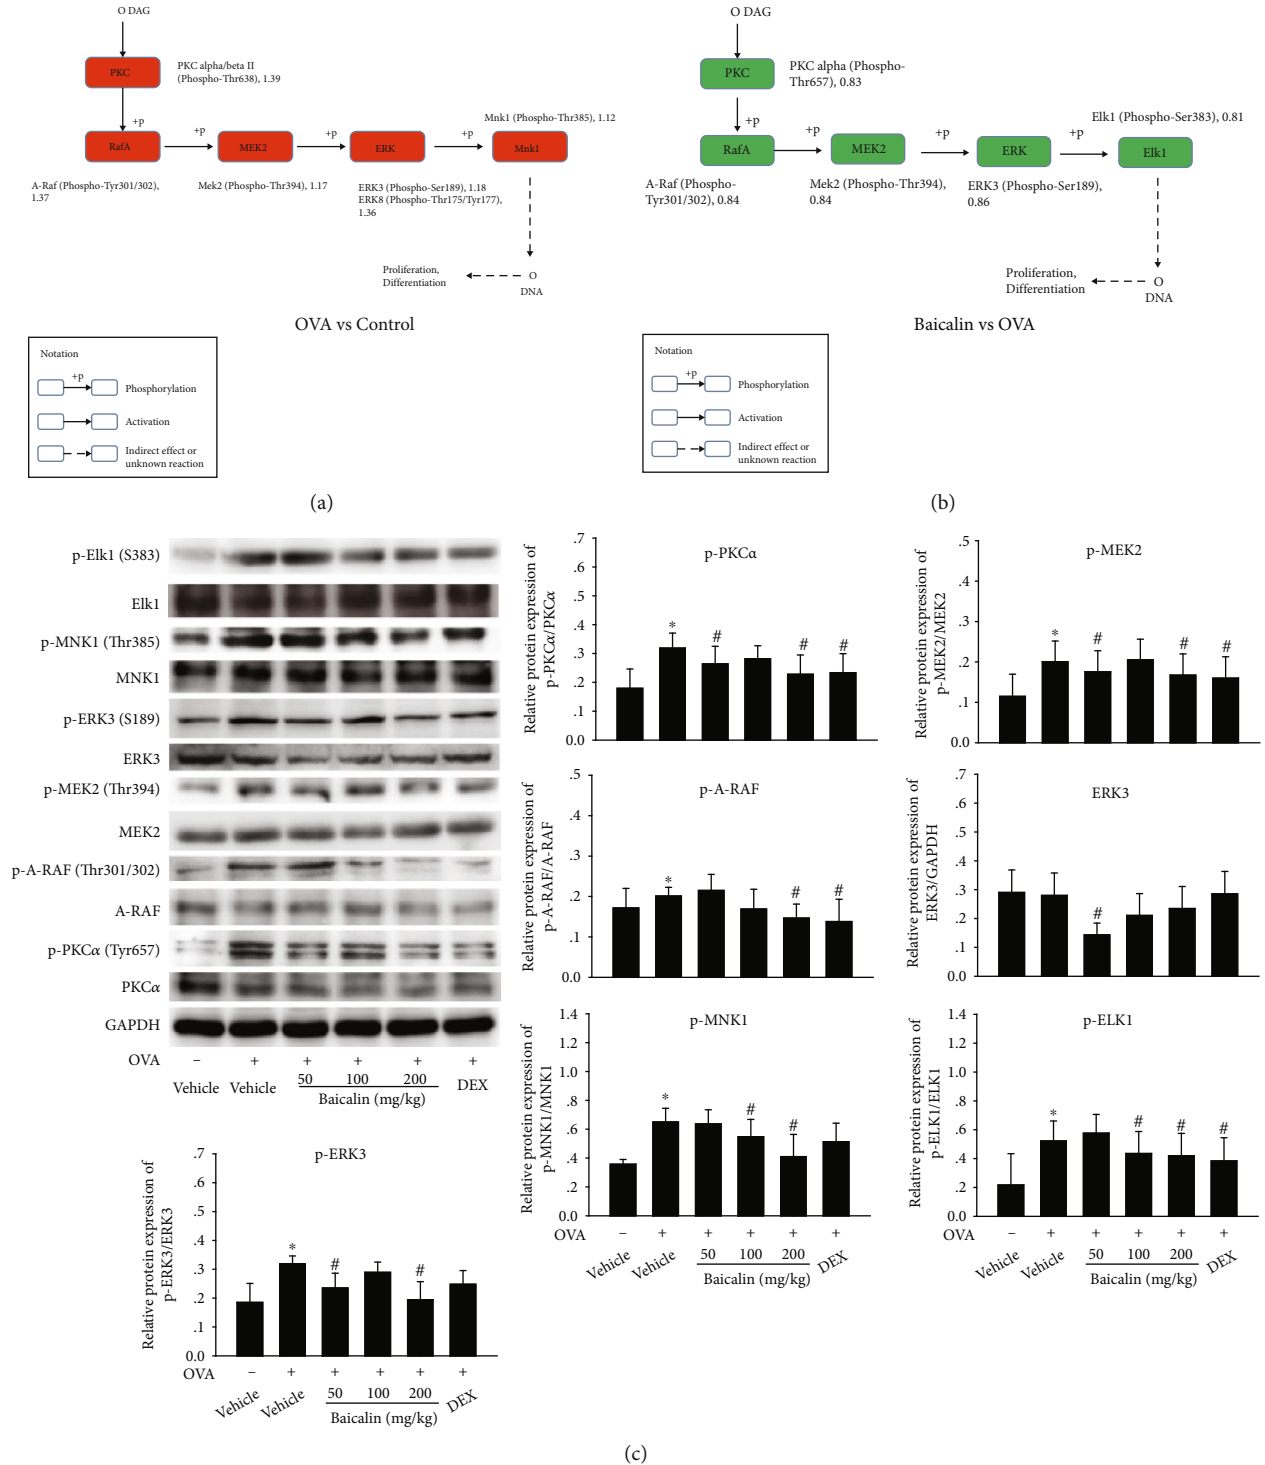 O DAG
PKC
PKC alpha/beta II
(Phospho-Thr638), 1.39
+p
+p
+p
+p
Mnk1 (Phospho-Thr385), 1.12
RafA
MEK2
ERK
Mnk1
A-Raf (Phospho-Tyr301/302),
1.37
Mek2 (Phospho-Thr394), 1.17
ERK3 (Phospho-Ser189), 1.18
ERK8 (Phospho-Thr175/Tyr177),
1.36
Proliferation,
Differentiation
O
DNA
OVA vs Control
Notation
+p
Phosphorylation
Activation
Indirect effect or
unknown reaction
(a)
O DAG
PKC
PKC alpha (Phospho-
Thr657), 0.83
+p
+p
+p
+p
Elk1 (Phospho-Ser383), 0.81
RafA
MEK2
ERK
Elk1
A-Raf (Phospho-
Tyr301/302), 0.84
Mek2 (Phospho-Thr394),
0.84
ERK3 (Phospho-Ser189),
0.86
Proliferation,
Differentiation
O
DNA
Baicalin vs OVA
Notation
+p
Phosphorylation
Activation
Indirect effect or
unknown reaction
(b)
p-Elk1 (S383)
Elk1
p-MNK1 (Thr385)
MNK1
p-ERK3 (S189)
ERK3
p-MEK2 (Thr394)
MEK2
p-A-RAF (Thr301/302)
A-RAF
p-PKCα (Tyr657)
PKCα
GAPDH
OVA – + + + + +
Vehicle Vehicle 50 100 200 DEX
Baicalin (mg/kg)
p-PKCα
Relative protein expression of
p-PKCα/PKCα
.7
.6
.5
.4
.3
.2
.1
0.0
* # # #
p-MEK2
Relative protein expression of
p-MEK2/MEK2
.5
.4
.3
.2
.1
0.0
* # # #
p-A-RAF
Relative protein expression of
p-A-RAF/A-RAF
.5
.4
.3
.2
.1
0.0
* # #
ERK3
Relative protein expression of
ERK3/GAPDH
.7
.6
.5
.4
.3
.2
.1
0.0
#
p-MNK1
Relative protein expression of
p-MNK1/MNK1
1.4
1.2
1.0
0.8
0.6
.4
.2
0.0
* # #
OVA – + + + + +
Vehicle Vehicle 50 100 200 DEX
Baicalin (mg/kg)
p-ELK1
Relative protein expression of
p-ELK1/ELK1
1.4
1.2
1.0
.8
.6
.4
.2
0.0
* # # #
OVA – + + + + +
Vehicle Vehicle 50 100 200 DEX
Baicalin (mg/kg)
p-ERK3
Relative protein expression of
p-ERK3/ERK3
.7
.6
.5
.4
.3
.2
.1
0.0
* # #
OVA – + + + + +
Vehicle Vehicle 50 100 200 DEX
Baicalin (mg/kg)
(c)